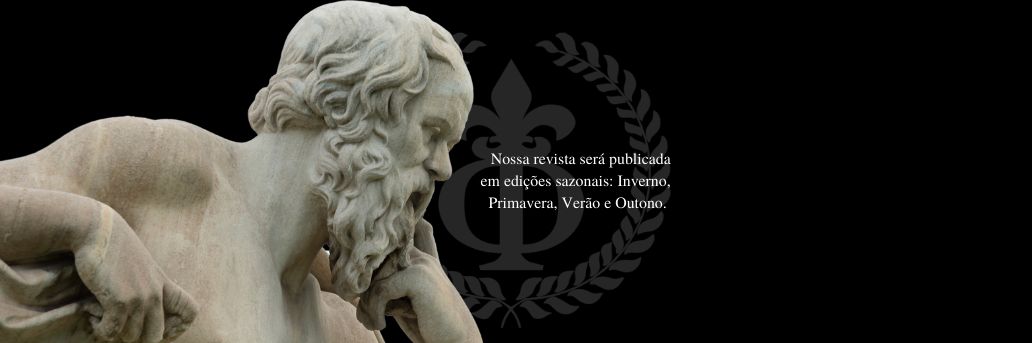 Nossa revista será publicada
em edições sazonais: Inverno,
Primavera, Verão e Outono.